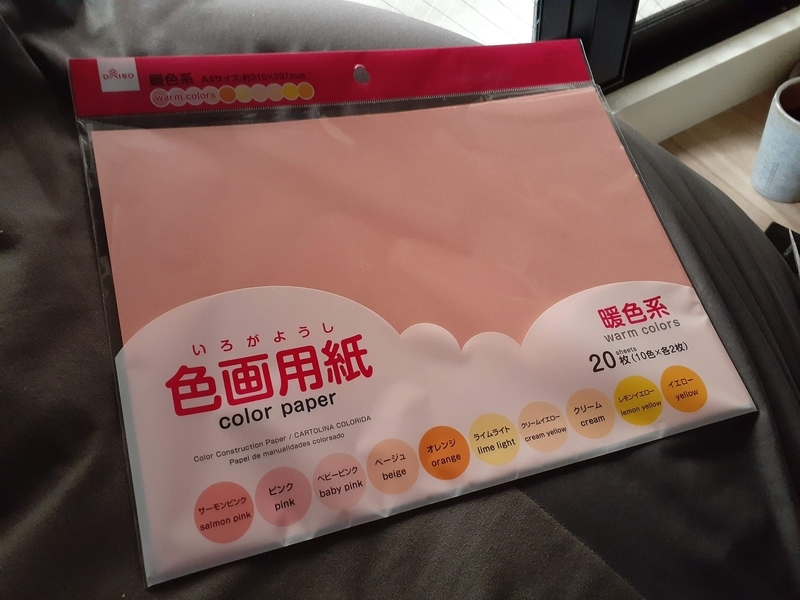 DAISO
暖色系 A4サイズ:約210×297mm
warm colors
いろがようし
色画用紙
color paper
Color Construction Paper / CARTOLINA COLORIDA
Papel de manualidades coloreado
暖色系
warm colors
sheets
20枚(10色×各2枚)
サーモンピンク
salmon pink
ピンク
pink
ベビーピンク
baby pink
ベージュ
beige
オレンジ
orange
ライムライト
lime light
クリームイエロー
cream yellow
クリーム
cream
レモンイエロー
lemon yellow
イエロー
yellow